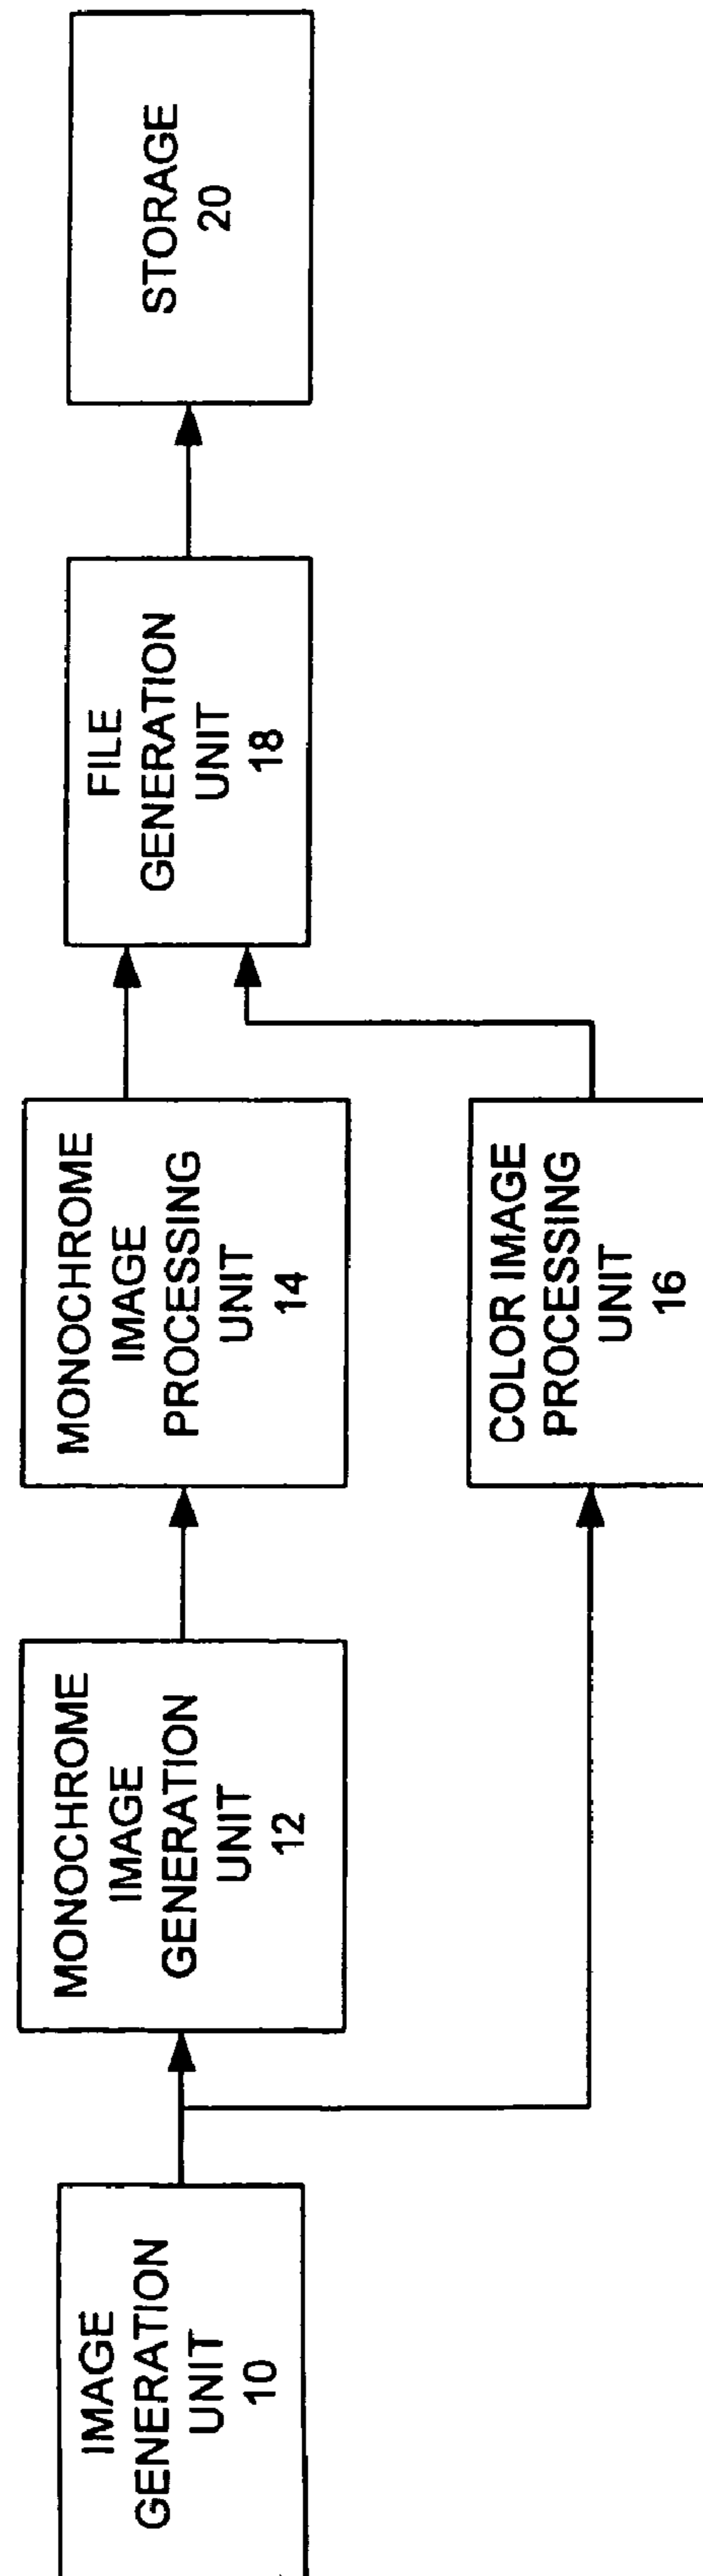 IMAGE
GENERATION
UNIT
10
MONOCHROME
IMAGE
GENERATION
UNIT
12
MONOCHROME
IMAGE
PROCESSING
UNIT
14
COLOR IMAGE
PROCESSING
UNIT
16
FILE
GENERATION
UNIT
18
STORAGE
20